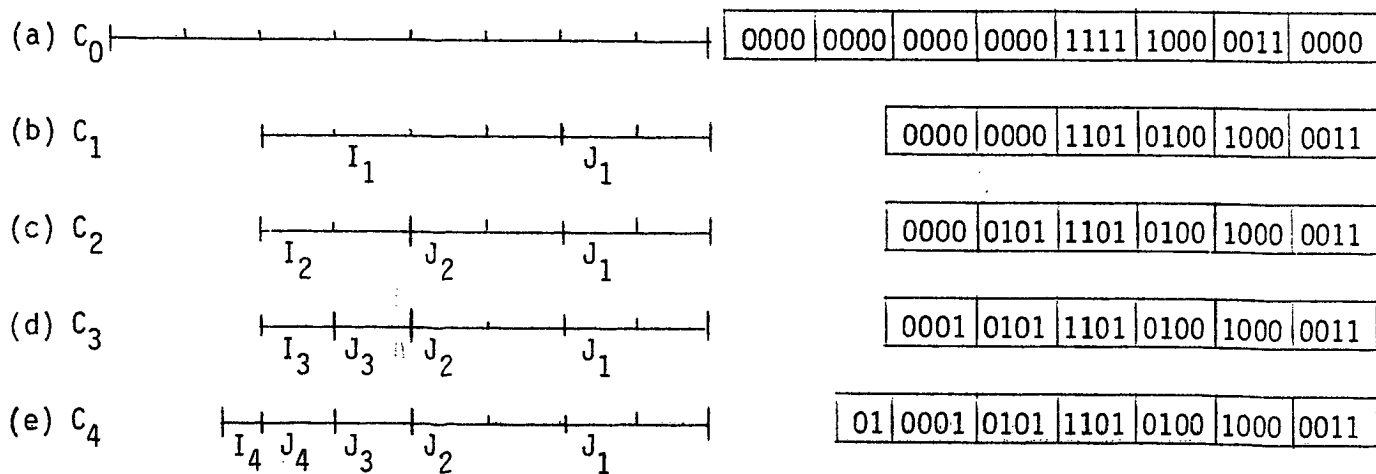 (a) C0 0000 0000 0000 0000 1111 1000 0011 0000
(b) C1 I1 J1 0000 0000 1101 0100 1000 0011
(c) C2 I2 J2 J1 0000 0101 1101 0100 1000 0011
(d) C3 I3 J3 J2 J1 0001 0101 1101 0100 1000 0011
(e) C4 I4 J4 J3 J2 J1 01 0001 0101 1101 0100 1000 0011